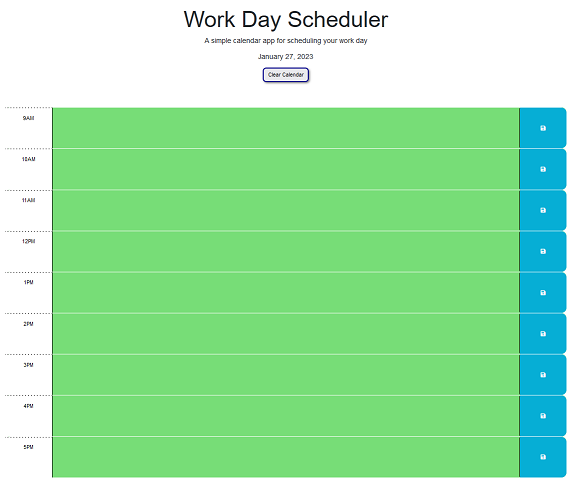 Work Day Scheduler
A simple calendar app for scheduling your work day
January 27, 2023
Clear Calendar
9AM
10AM
11AM
12PM
1PM
2PM
3PM
4PM
5PM